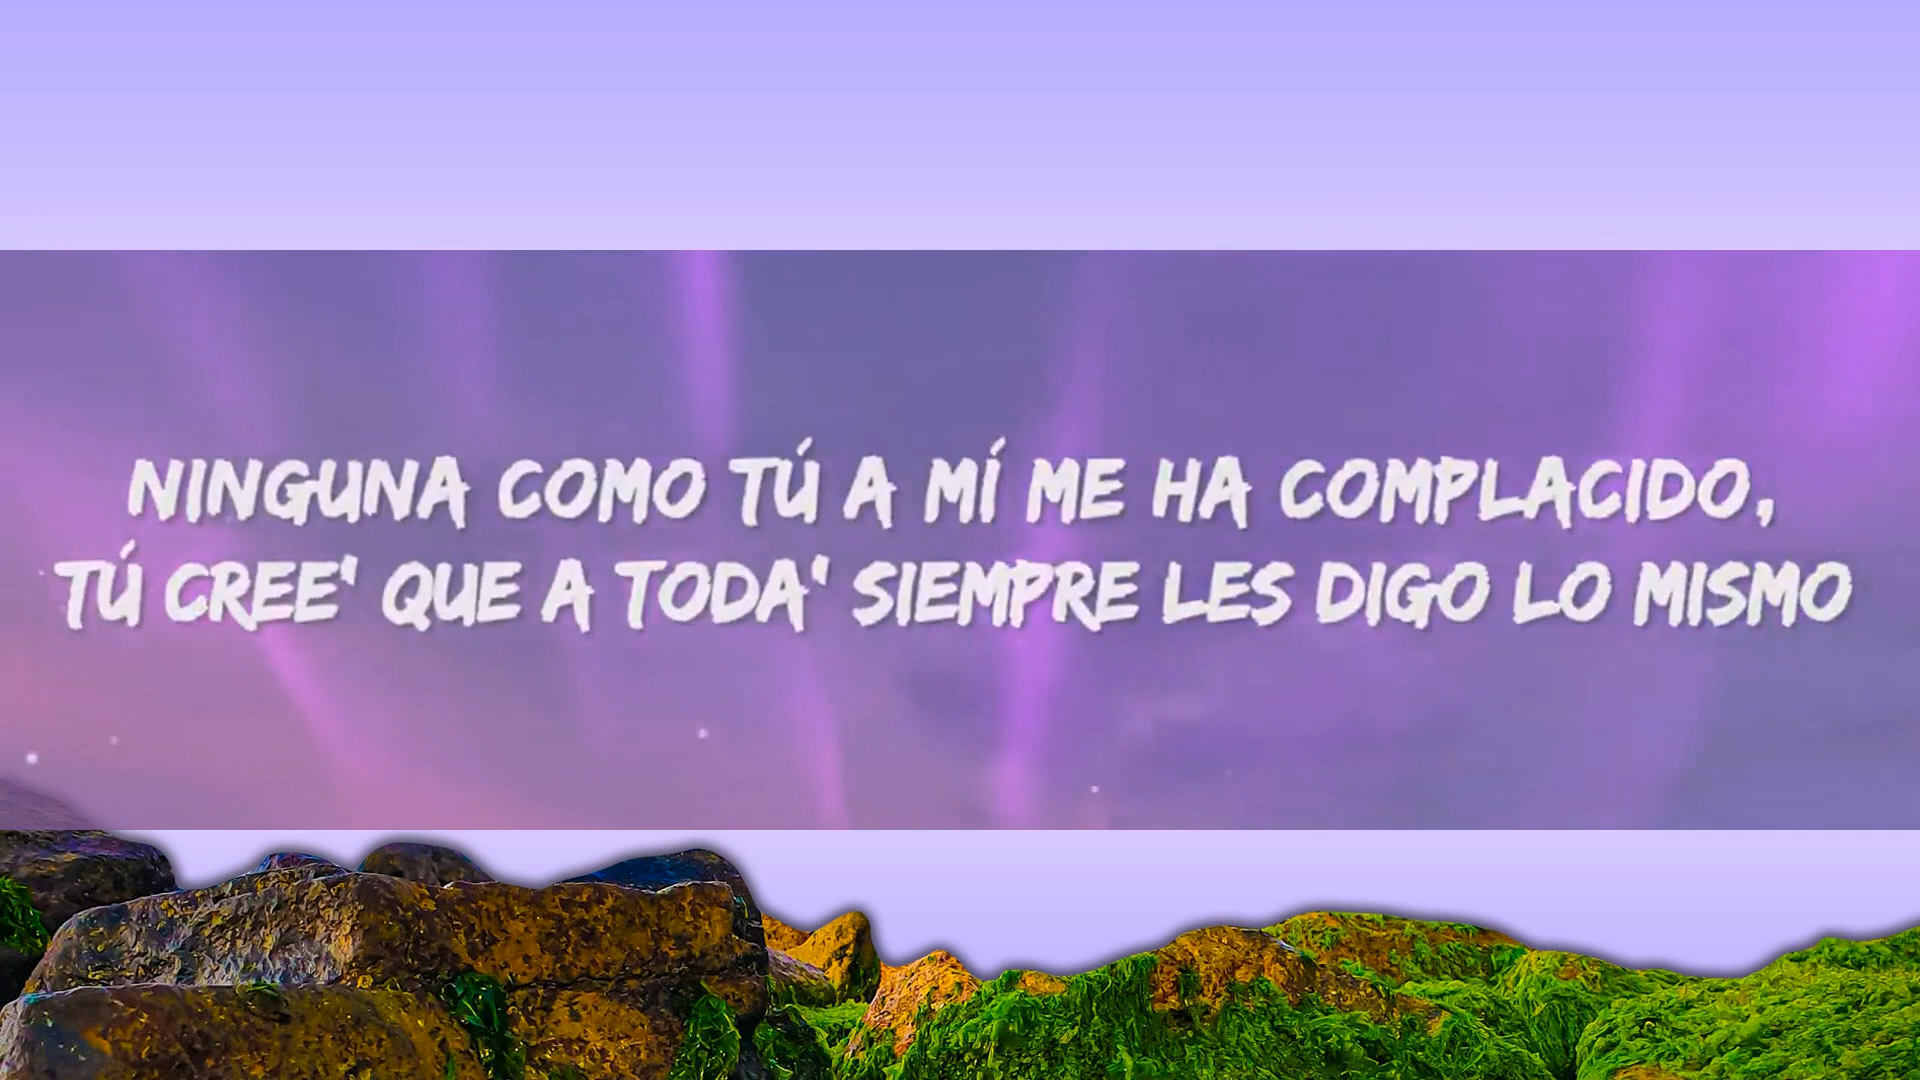 NINGUNA COMO TÚ A MÍ ME HA COMPLACIDO,
TÚ CREE' QUE A TODA' SIEMPRE LES DIGO LO MISMO